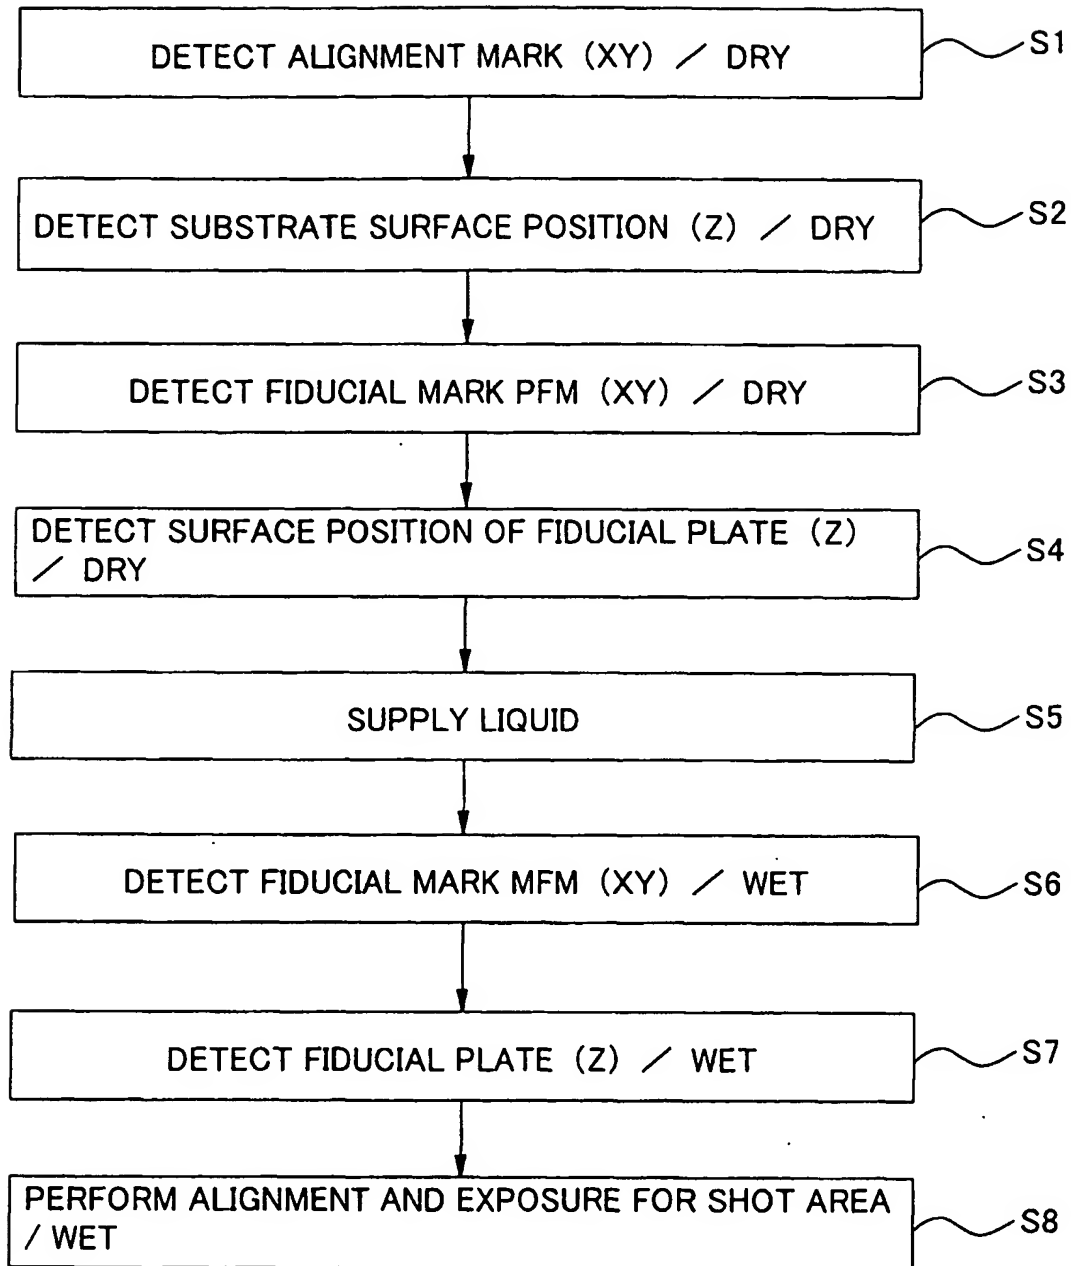 DETECT ALIGNMENT MARK (XY) / DRY
S1
DETECT SUBSTRATE SURFACE POSITION (Z) / DRY
S2
DETECT FIDUCIAL MARK PFM (XY) / DRY
S3
DETECT SURFACE POSITION OF FIDUCIAL PLATE (Z)
/ DRY
S4
SUPPLY LIQUID
S5
DETECT FIDUCIAL MARK MFM (XY) / WET
S6
DETECT FIDUCIAL PLATE (Z) / WET
S7
PERFORM ALIGNMENT AND EXPOSURE FOR SHOT AREA
/ WET
S8